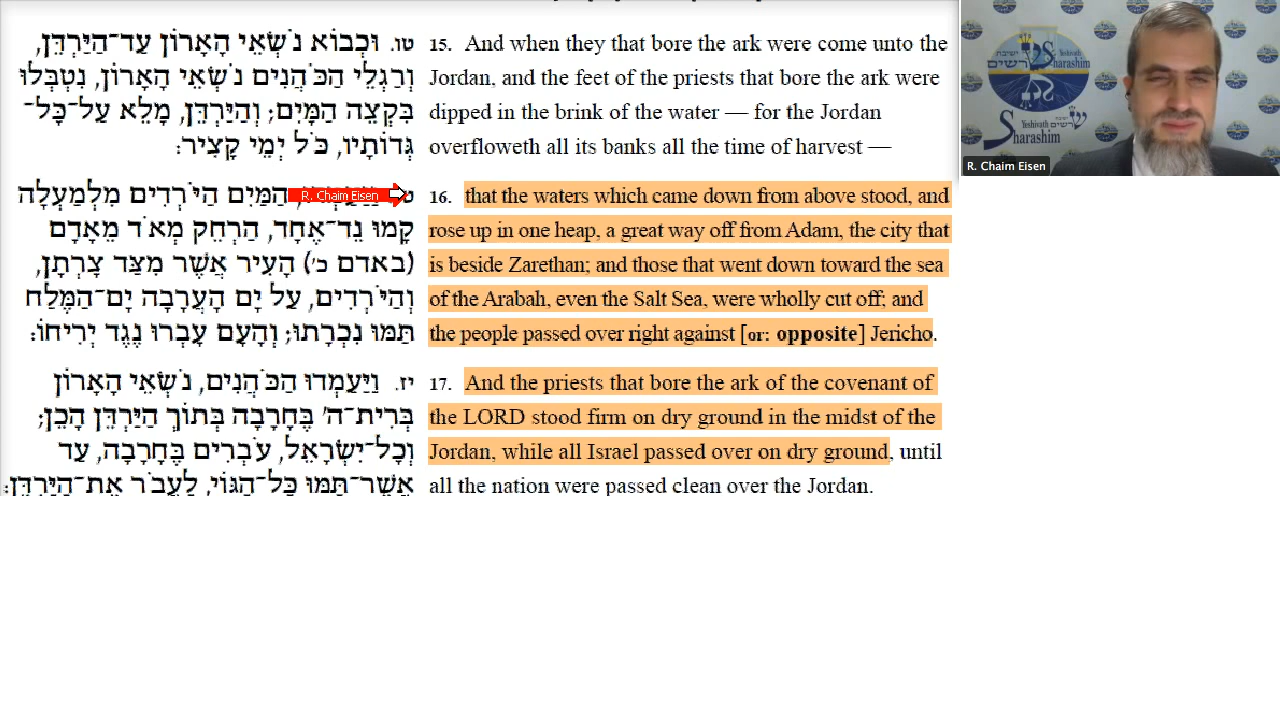 טו. וּכְבוֹא נֹשְׂאֵי הָאָרוֹן עַד־הַיַּרְדֵּן,
וְרַגְלֵי הַכֹּהֲנִים נֹשְׂאֵי הָאָרוֹן, נִטְבְּלוּ
בִּקְצֵה הַמָּיִם; וְהַיַּרְדֵּן, מָלֵא עַל־כָּל־
גְּדוֹתָיו, כֹּל יְמֵי קָצִיר:
15. And when they that bore the ark were come unto the
Jordan, and the feet of the priests that bore the ark were
dipped in the brink of the water — for the Jordan
overfloweth all its banks all the time of harvest —
הַמַּיִם הַיֹּרְדִים מִלְמַעְלָה
קָמוּ נֵד־אֶחָד, הַרְחֵק מְאֹד מֵאָדָם
(באדם כ׳) הָעִיר אֲשֶׁר מִצַּד צָרְתָן,
וְהַיֹּרְדִים, עַל יָם הָעֲרָבָה יָם־הַמֶּלַח
תַּמּוּ נִכְרָתוּ; וְהָעָם עָבְרוּ נֶגֶד יְרִיחוֹ:
R. Chaim Eisen
16. that the waters which came down from above stood, and
rose up in one heap, a great way off from Adam, the city that
is beside Zarethan; and those that went down toward the sea
of the Arabah, even the Salt Sea, were wholly cut off; and
the people passed over right against [or: opposite] Jericho.
יז. וַיַּעַמְדוּ הַכֹּהֲנִים, נֹשְׂאֵי הָאָרוֹן
בְּרִית־ה׳ בֶּחָרָבָה בְּתוֹךְ הַיַּרְדֵּן הָכֵן;
וְכָל־יִשְׂרָאֵל, עֹבְרִים בֶּחָרָבָה, עַד
אֲשֶׁר־תַּמּוּ כָּל־הַגּוֹי, לַעֲבֹר אֶת־הַיַּרְדֵּן:
17. And the priests that bore the ark of the covenant of
the LORD stood firm on dry ground in the midst of the
Jordan, while all Israel passed over on dry ground, until
all the nation were passed clean over the Jordan.
ישיבת
שרשים
Yeshivath
Sharashim
R. Chaim Eisen